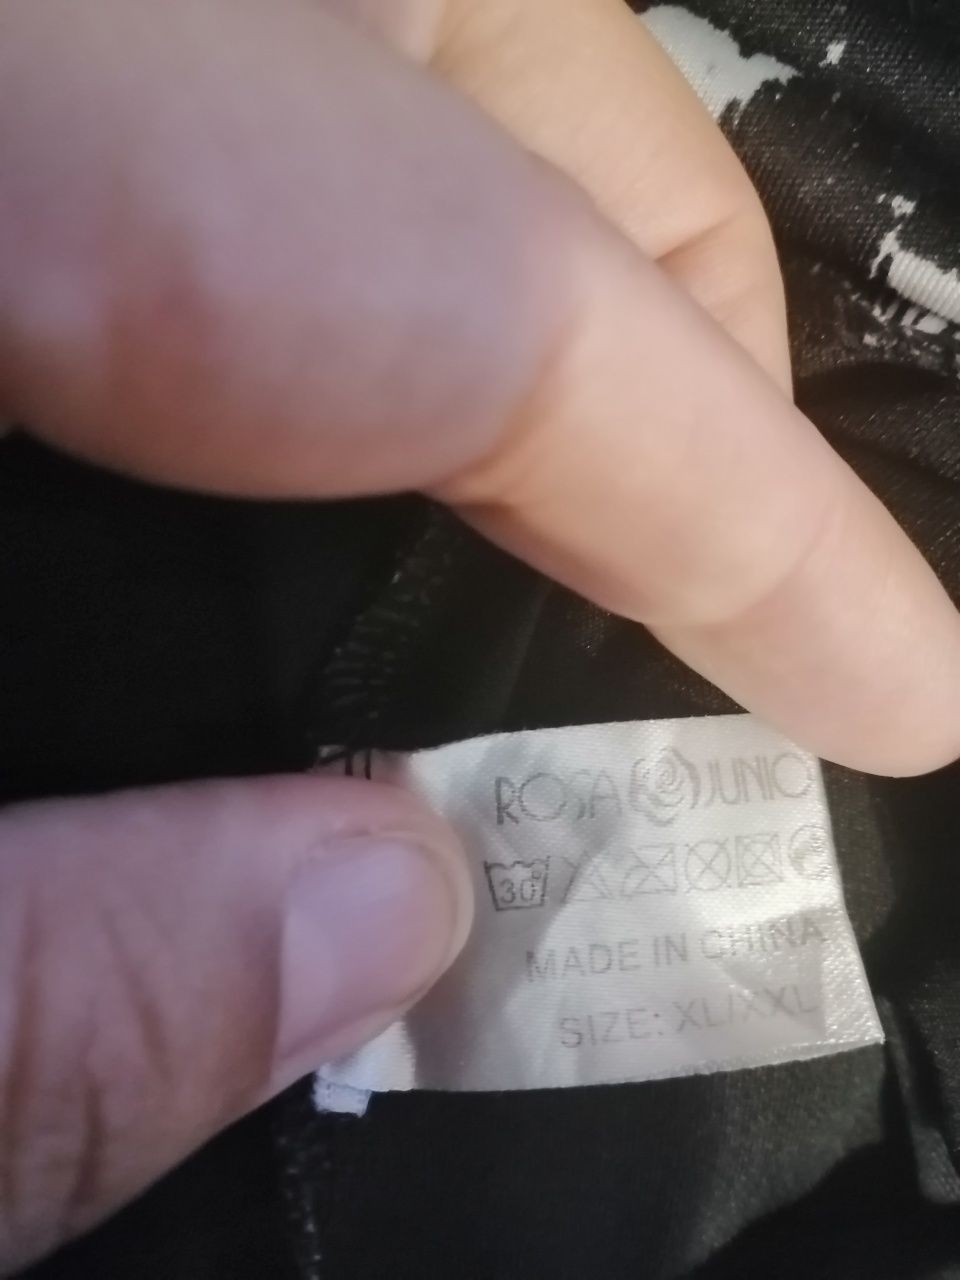 ROSA JUNIO
30°
MADE IN CHINA
SIZE: XL/XXL